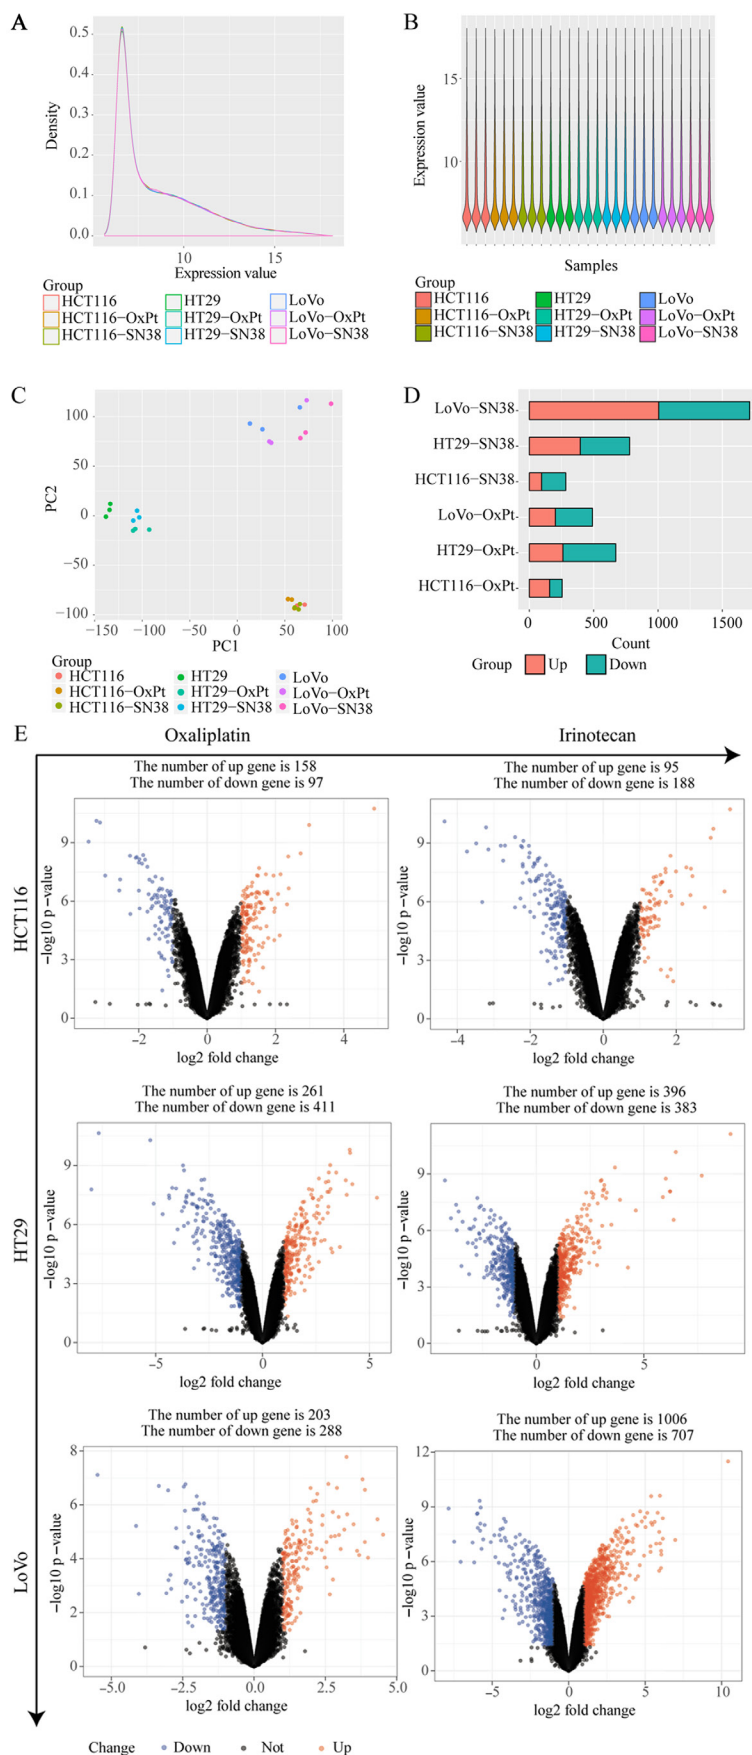 A
Density
0.5
0.4
0.3
0.2
0.1
0.0
10 15
Expression value
Group
HCT116 HT29 LoVo
HCT116−OxPt HT29−OxPt LoVo−OxPt
HCT116−SN38 HT29−SN38 LoVo−SN38
B
Expression value
15
10
Samples
Group
HCT116 HT29 LoVo
HCT116−OxPt HT29−OxPt LoVo−OxPt
HCT116−SN38 HT29−SN38 LoVo−SN38
C
PC2
100
50
0
−50
−100
−150 −100 −50 0 50 100
PC1
Group
HCT116 HT29 LoVo
HCT116−OxPt HT29−OxPt LoVo−OxPt
HCT116−SN38 HT29−SN38 LoVo−SN38
D
LoVo−SN38
HT29−SN38
HCT116−SN38
LoVo−OxPt
HT29−OxPt
HCT116−OxPt
0 500 1000 1500
Count
Group Up Down
E
Oxaliplatin Irinotecan
HCT116
The number of up gene is 158
The number of down gene is 97
−log10 p −value
9
6
3
0
−2 0 2 4
log2 fold change
The number of up gene is 95
The number of down gene is 188
−log10 p −value
9
6
3
0
−4 −2 0 2
log2 fold change
HT29
The number of up gene is 261
The number of down gene is 411
−log10 p −value
9
6
3
0
−5 0 5
log2 fold change
The number of up gene is 396
The number of down gene is 383
−log10 p −value
9
6
3
0
0 5
log2 fold change
LoVo
The number of up gene is 203
The number of down gene is 288
−log10 p −value
8
6
4
2
0
−5.0 −2.5 0.0 2.5 5.0
log2 fold change
The number of up gene is 1006
The number of down gene is 707
−log10 p −value
12
9
6
3
0
−5 0 5 10
log2 fold change
Change Down Not Up